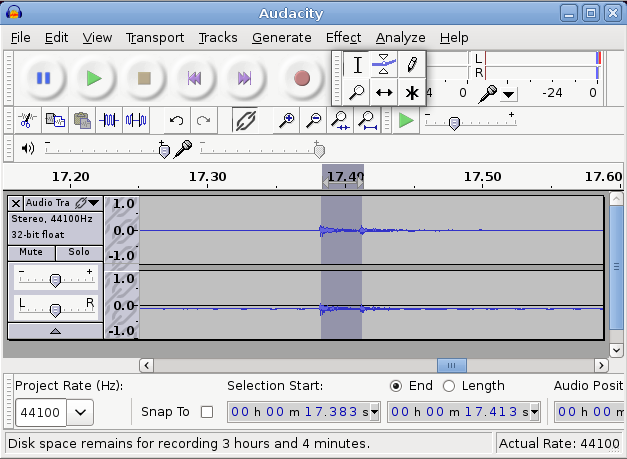 Audacity
File Edit View Transport Tracks Generate Effect Analyze Help
L
R
0 -24 0
17.20 17.30 17.40 17.50 17.60
Audio Tra
Stereo, 44100Hz
32-bit float
Mute Solo
- +
L R
1.0
0.0
-1.0
1.0
0.0
-1.0
Project Rate (Hz): Selection Start: End Length Audio Posit
44100 Snap To 00 h 00 m 17.383 s 00 h 00 m 17.413 s 00 h 00 m
Disk space remains for recording 3 hours and 4 minutes. Actual Rate: 44100